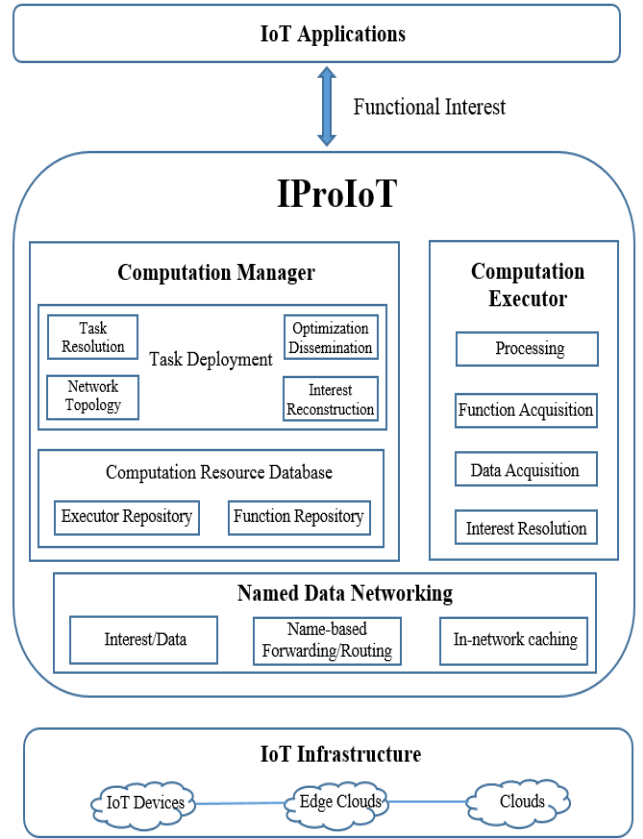 IoT Applications
Functional Interest
IProIoT
Computation Manager
Task
Resolution
Optimization
Dissemination
Task Deployment
Network
Topology
Interest
Reconstruction
Computation Resource Database
Executor Repository
Function Repository
Computation
Executor
Processing
Function Acquisition
Data Acquisition
Interest Resolution
Named Data Networking
Interest/Data
Name-based
Forwarding/Routing
In-network caching
IoT Infrastructure
IoT Devices
Edge Clouds
Clouds